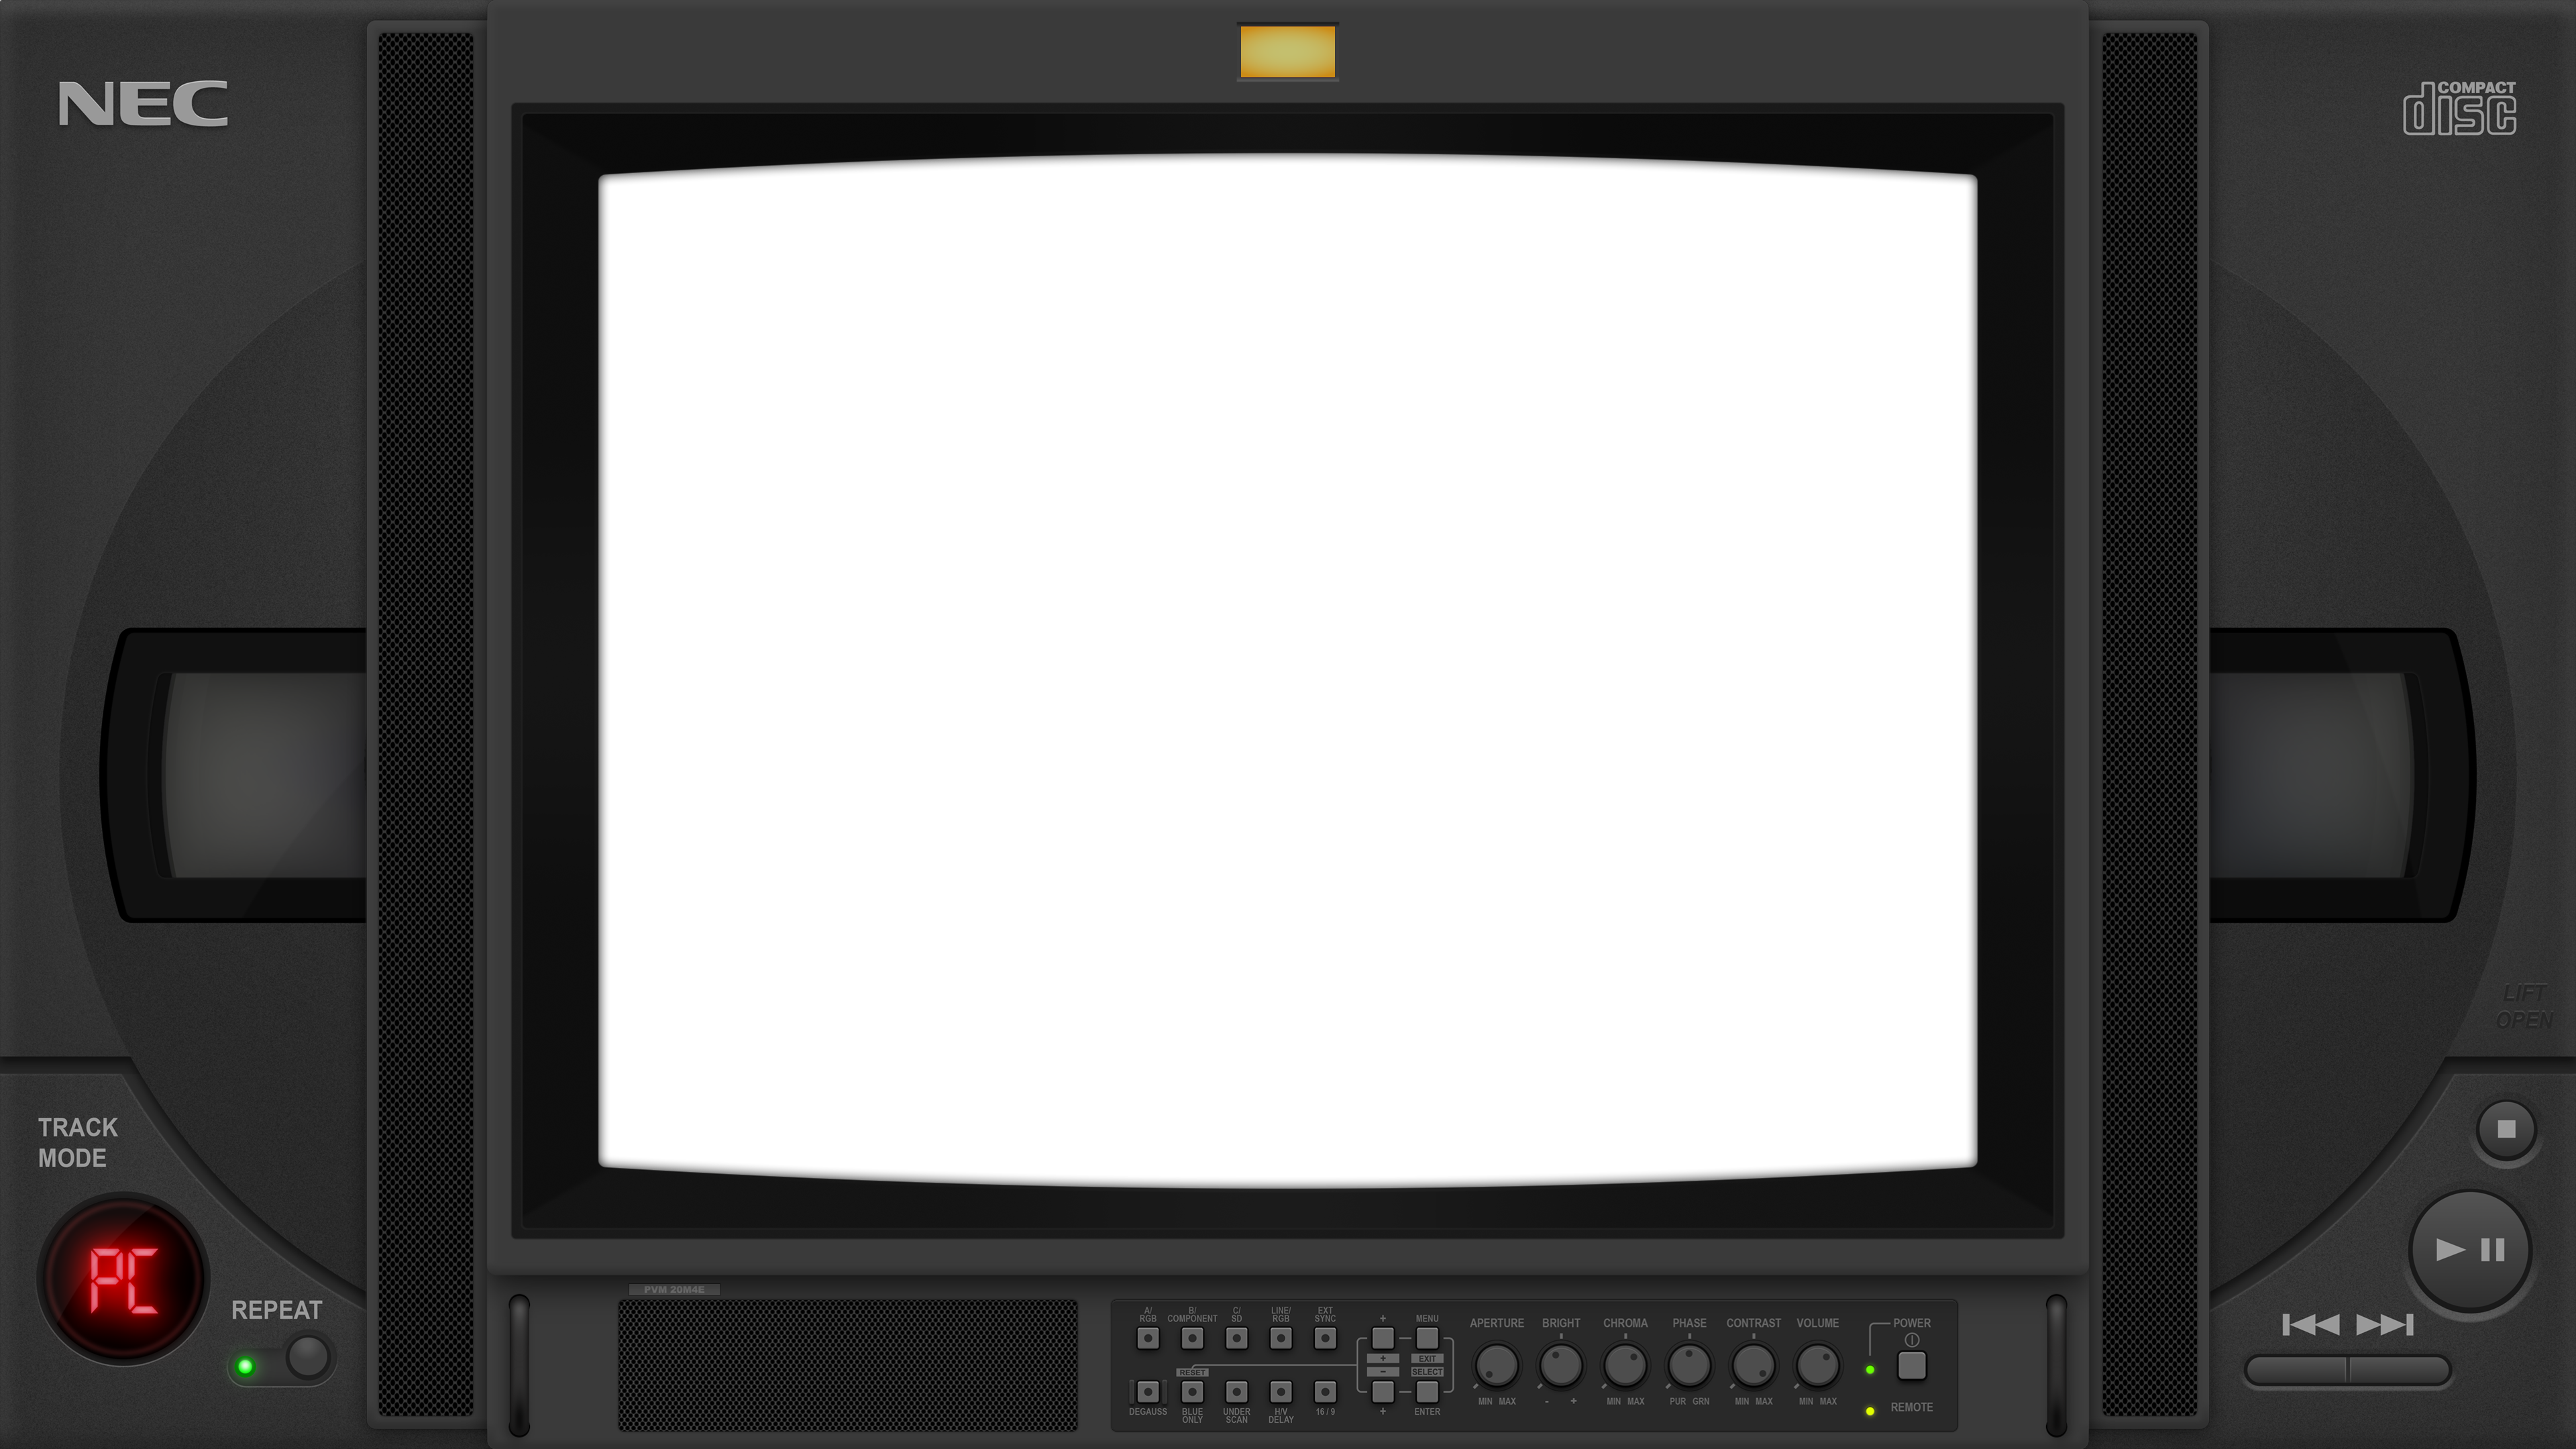 NEC
COMPACT
disc
LIFT
OPEN
TRACK
MODE
PC
REPEAT
PVM 20M4E
A/
RGB
B/
COMPONENT
C/
SD
LINE/
RGB
EXT
SYNC
+
MENU
+
EXIT
RESET
−
SELECT
DEGAUSS
BLUE
ONLY
UNDER
SCAN
H/V
DELAY
16 / 9
+
ENTER
APERTURE
MIN MAX
BRIGHT
- +
CHROMA
MIN MAX
PHASE
PUR GRN
CONTRAST
MIN MAX
VOLUME
MIN MAX
POWER
REMOTE